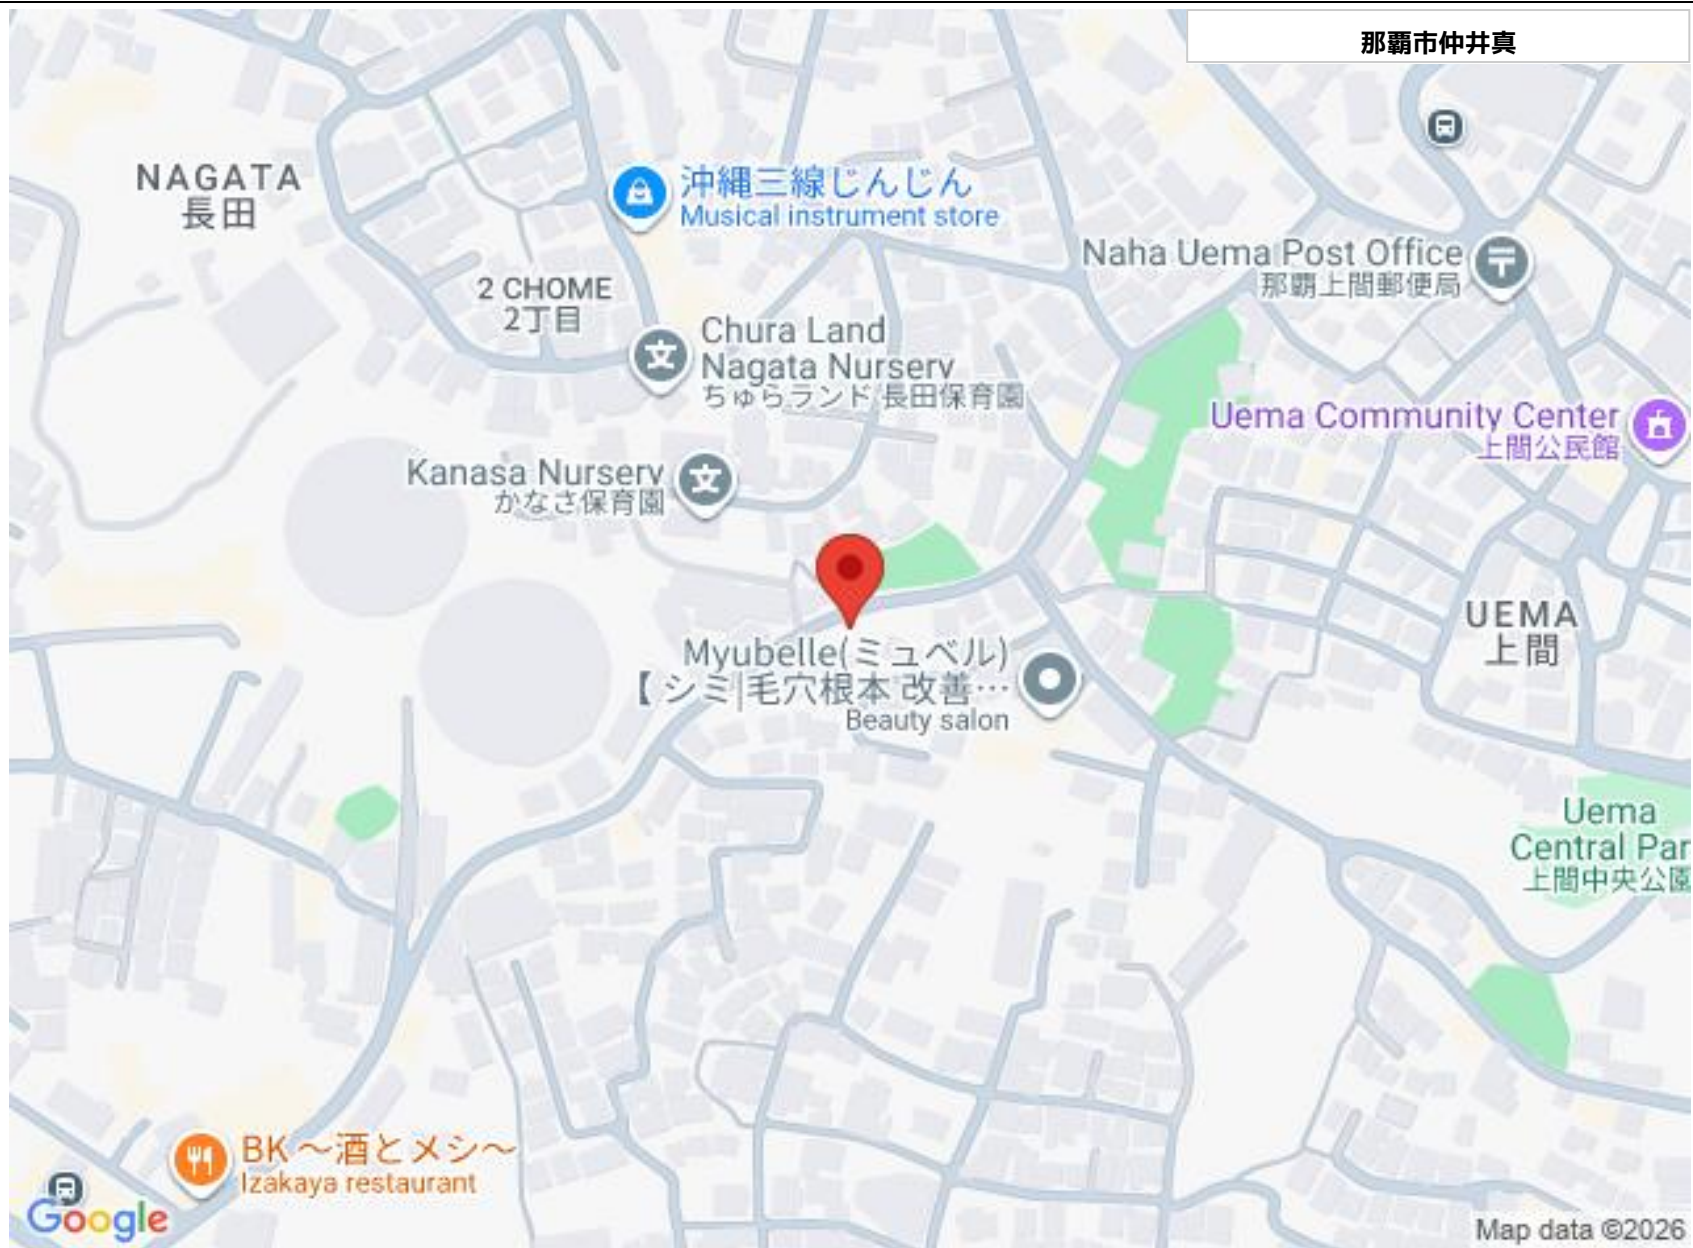 那覇市仲井真
NAGATA
長田
沖縄三線じんじん
Musical instrument store
Naha Uema Post Office
那覇上間郵便局
2 CHOME
2丁目
Chura Land
Nagata Nursery
ちゅらランド 長田保育園
Uema Community Center
上間公民館
Kanasa Nursery
かなさ保育園
UEMA
上間
Myubelle(ミュベル)
【シミ|毛穴根本 改善…
Beauty salon
Uema
Central Par
上間中央公園
BK～酒とメシ～
Izakaya restaurant
Google
Map data ©2026